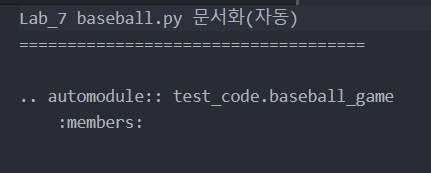 Lab_7 baseball.py 문서화(자동)
====================================
.. automodule:: test_code.baseball_game
:members: